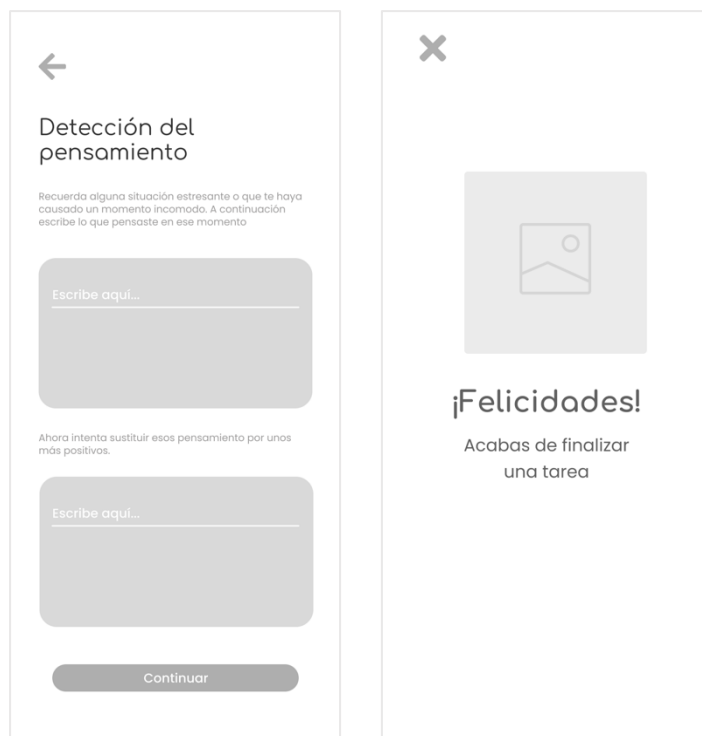 Detección del
pensamiento
Recuerda alguna situación estresante o que te haya
causado un momento incomodo. A continuación
escribe lo que pensaste en ese momento
Escribe aquí...
Ahora intenta sustituir esos pensamiento por unos
más positivos.
Escribe aquí...
Continuar
¡Felicidades!
Acabas de finalizar
una tarea